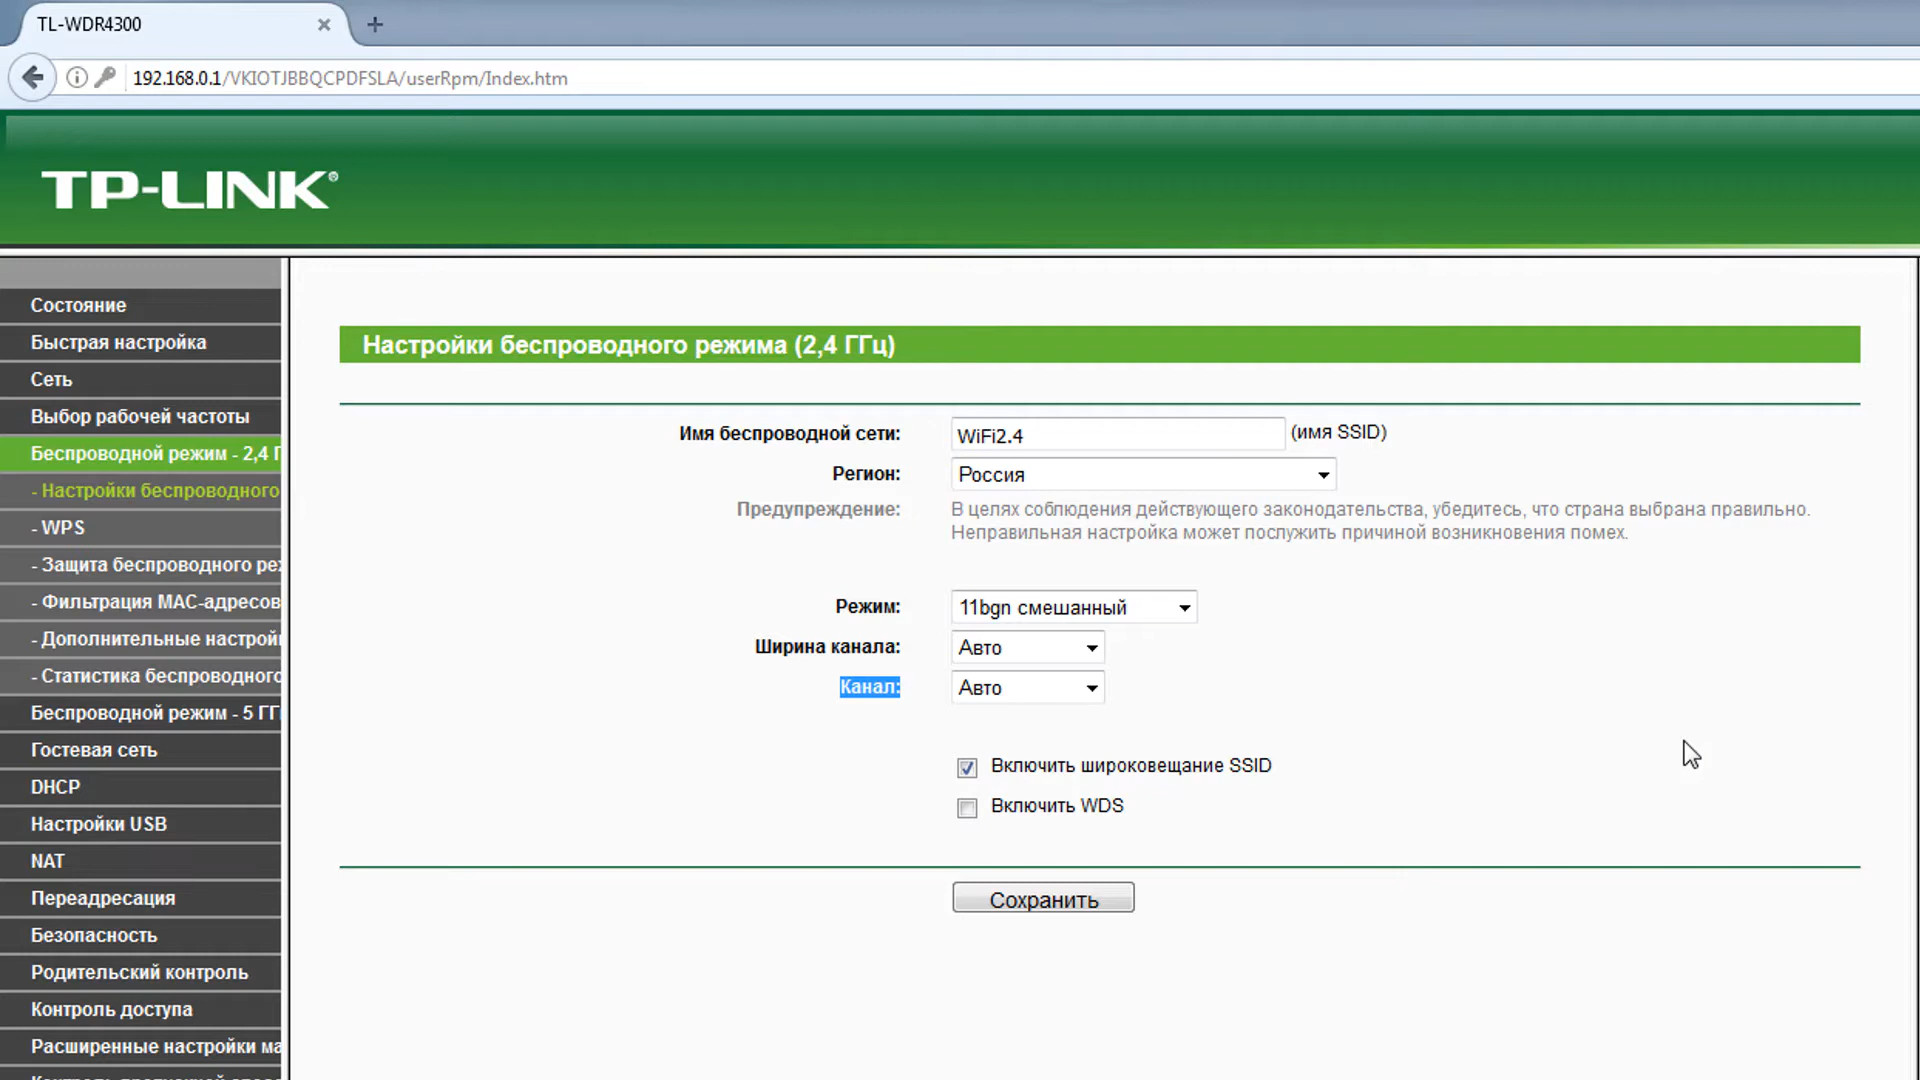 TL-WDR4300
192.168.0.1/VKIOTJBBQCPDFSLA/userRpm/Index.htm
TP-LINK®
Состояние
Быстрая настройка
Сеть
Выбор рабочей частоты
Беспроводной режим - 2,4 Г
- Настройки беспроводного
- WPS
- Защита беспроводного ре
- Фильтрация MAC-адресов
- Дополнительные настрой
- Статистика беспроводного
Беспроводной режим - 5 ГГ
Гостевая сеть
DHCP
Настройки USB
NAT
Переадресация
Безопасность
Родительский контроль
Контроль доступа
Расширенные настройки ма
Настройки беспроводного режима (2,4 ГГц)
Имя беспроводной сети: WiFi2.4 (имя SSID)
Регион: Россия
Предупреждение: В целях соблюдения действующего законодательства, убедитесь, что страна выбрана правильно.
Неправильная настройка может послужить причиной возникновения помех.
Режим: 11bgn смешанный
Ширина канала: Авто
Канал: Авто
Включить широковещание SSID
Включить WDS
Сохранить